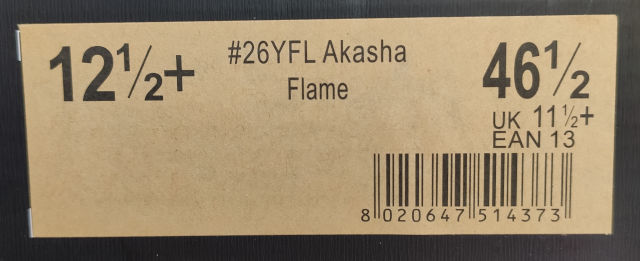 12½+
#26YFL Akasha
Flame
46½
UK 11½+
EAN 13
8 020647 514373